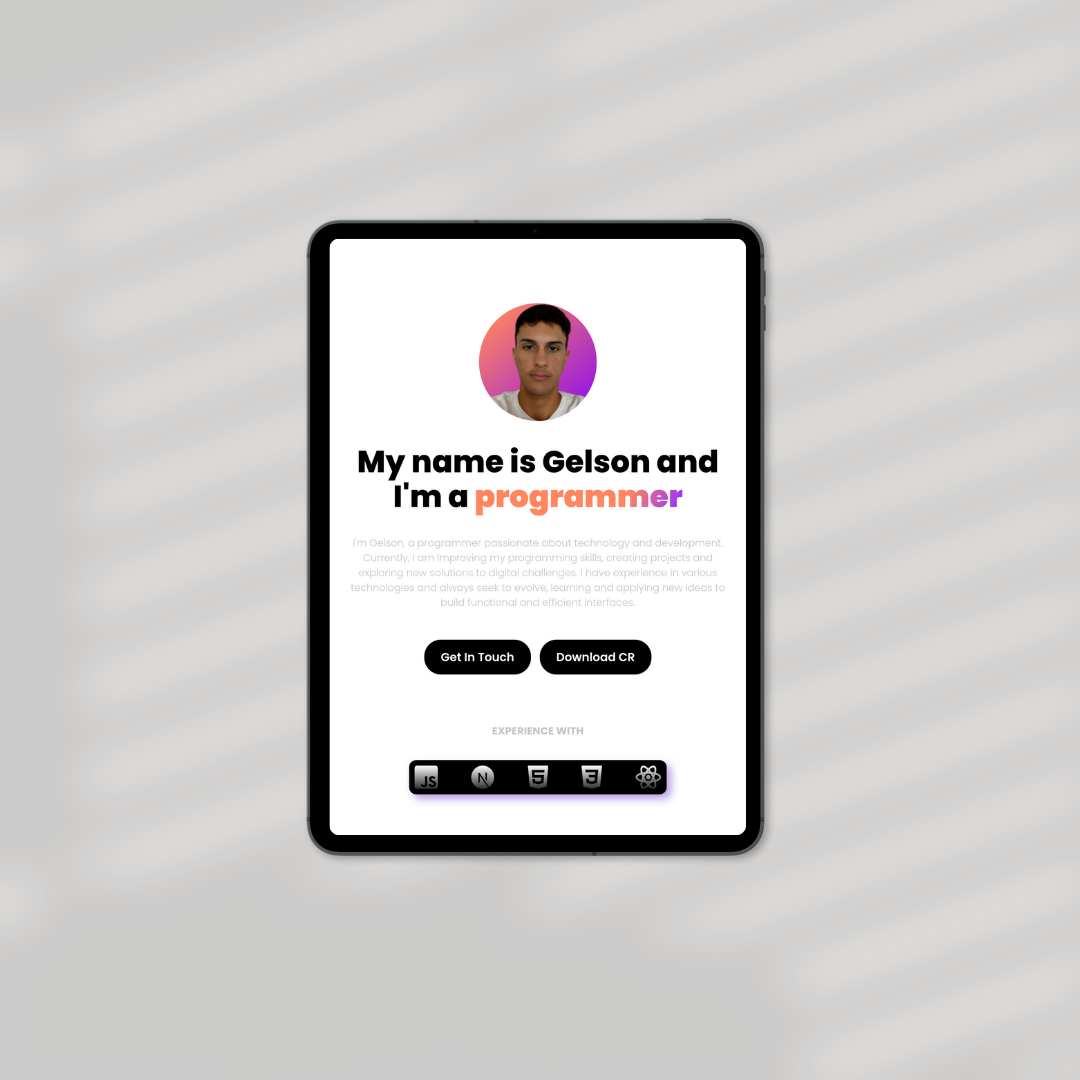 My name is Gelson and
I'm a programmer
I'm Gelson, a programmer passionate about technology and development.
Currently, I am improving my programming skills, creating projects and
exploring new solutions to digital challenges. I have experience in various
technologies and always seek to evolve, learning and applying new ideas to
build functional and efficient interfaces.
Get In Touch Download CR
EXPERIENCE WITH
JS N 5 3